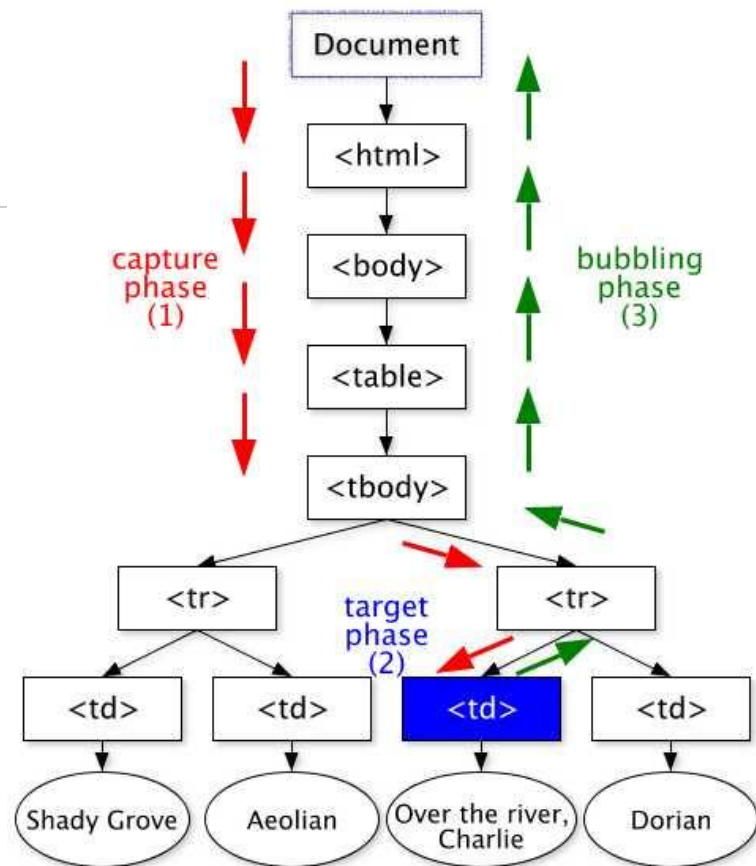 Document
<html>
capture
phase
(1)
<body>
bubbling
phase
(3)
<table>
<tbody>
<tr>
target
phase
(2)
<tr>
<td>
<td>
<td>
<td>
Shady Grove
Aeolian
Over the river,
Charlie
Dorian